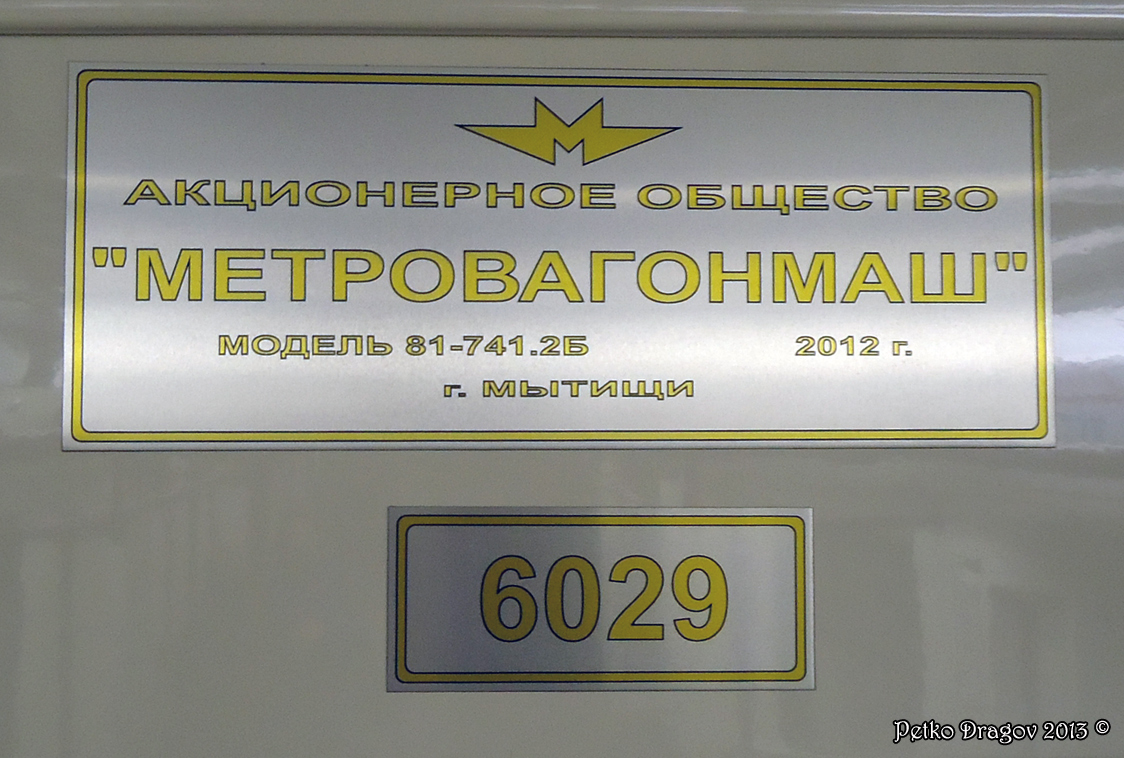 АКЦИОНЕРНОЕ ОБЩЕСТВО
"МЕТРОВАГОНМАШ"
МОДЕЛЬ 81-741.2Б 2012 г.
г. МЫТИЩИ
6029
Petko Dragov 2013 ©